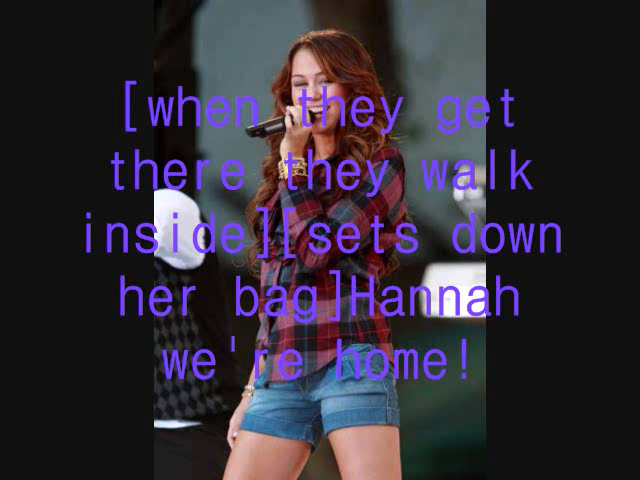 [when they get
there they walk
inside][sets down
her bag]Hannah
we're home!